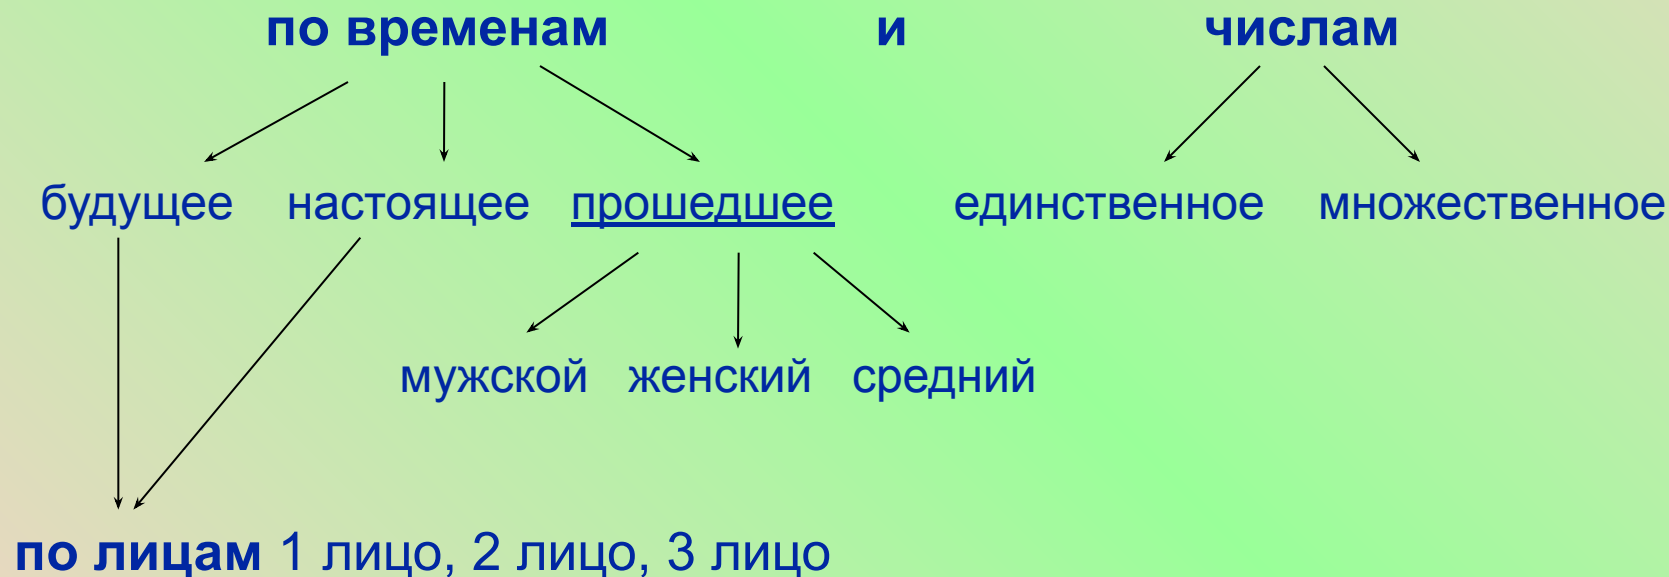 по временам и числам
будущее настоящее прошедшее единственное множественное
мужской женский средний
по лицам 1 лицо, 2 лицо, 3 лицо